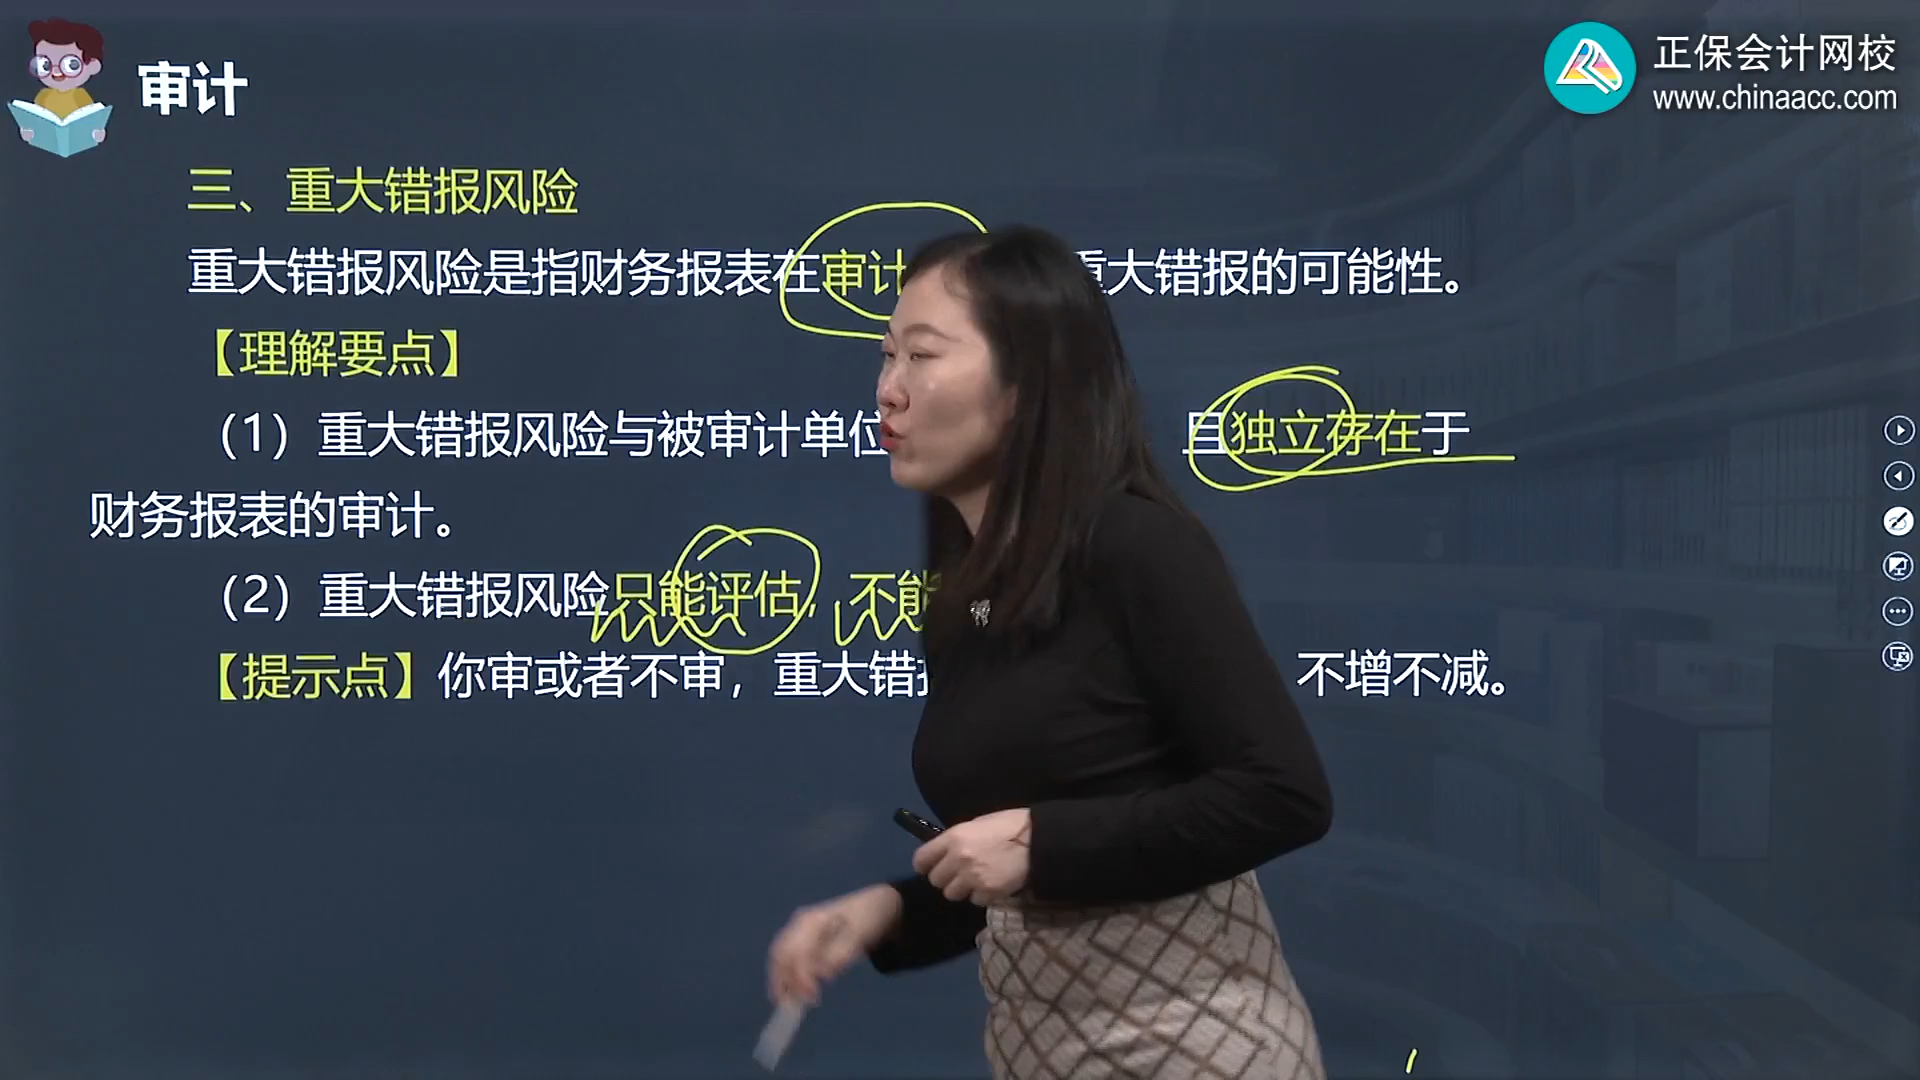 审计
正保会计网校
www.chinaacc.com
三、重大错报风险
重大错报风险是指财务报表在审计 重大错报的可能性。
【理解要点】
（1）重大错报风险与被审计单位 且独立存在于
财务报表的审计。
（2）重大错报风险只能评估，不能
【提示点】你审或者不审，重大错报 不增不减。